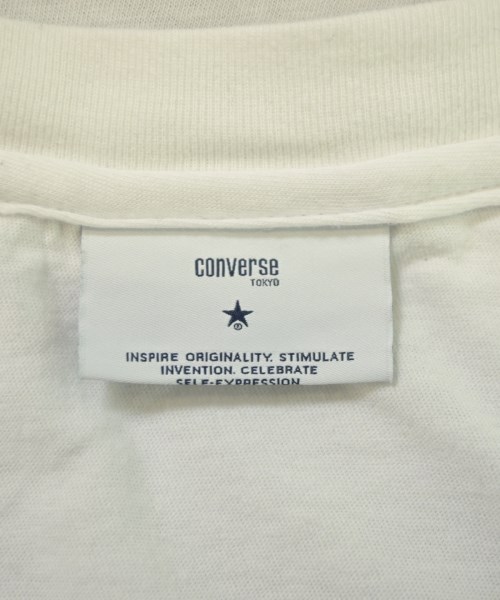 converse
TOKYO
INSPIRE ORIGINALITY. STIMULATE
INVENTION. CELEBRATE
SELF-EXPRESSION